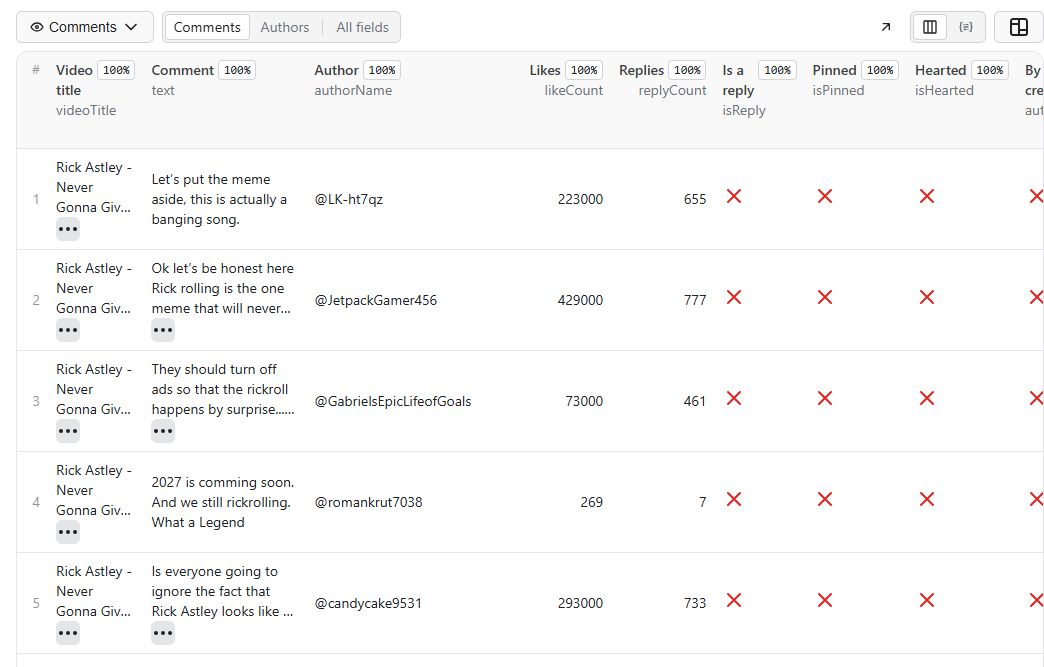 Comments
Comments Authors All fields
# Video title 100% videoTitle
Comment 100% text
Author 100% authorName
Likes 100% likeCount
Replies 100% replyCount
Is a reply 100% isReply
Pinned 100% isPinned
Hearted 100% isHearted
By cre aut
1
Rick Astley -
Never
Gonna Giv...
Let's put the meme
aside, this is actually a
banging song.
@LK-ht7qz
223000
655
2
Rick Astley -
Never
Gonna Giv...
Ok let's be honest here
Rick rolling is the one
meme that will never...
@JetpackGamer456
429000
777
3
Rick Astley -
Never
Gonna Giv...
They should turn off
ads so that the rickroll
happens by surprise......
@GabrielsEpicLifeofGoals
73000
461
4
Rick Astley -
Never
Gonna Giv...
2027 is comming soon.
And we still rickrolling.
What a Legend
@romankrut7038
269
7
5
Rick Astley -
Never
Gonna Giv...
Is everyone going to
ignore the fact that
Rick Astley looks like ...
@candycake9531
293000
733